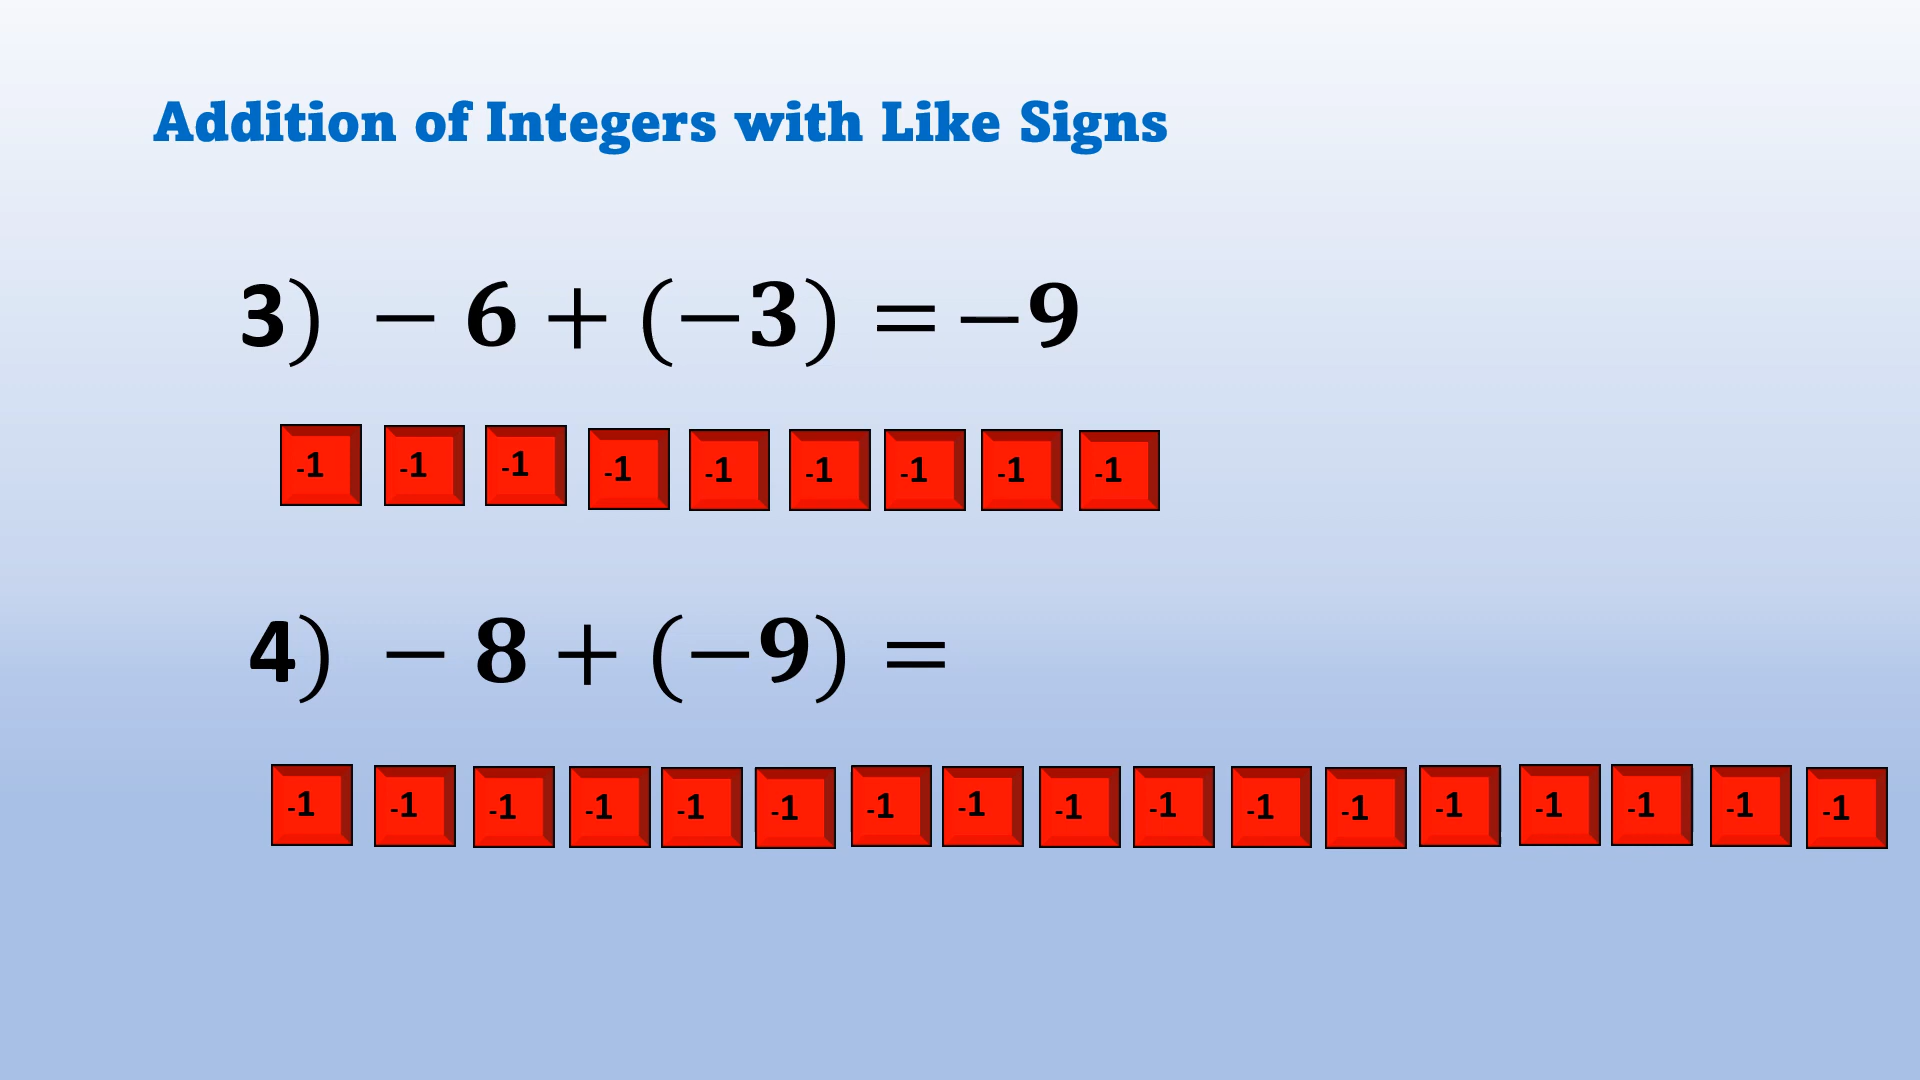 Addition of Integers with Like Signs
3) − 6 + (−3) = −9
-1 -1 -1 -1 -1 -1 -1 -1 -1
4) − 8 + (−9) =
-1 -1 -1 -1 -1 -1 -1 -1 -1 -1 -1 -1 -1 -1 -1 -1 -1